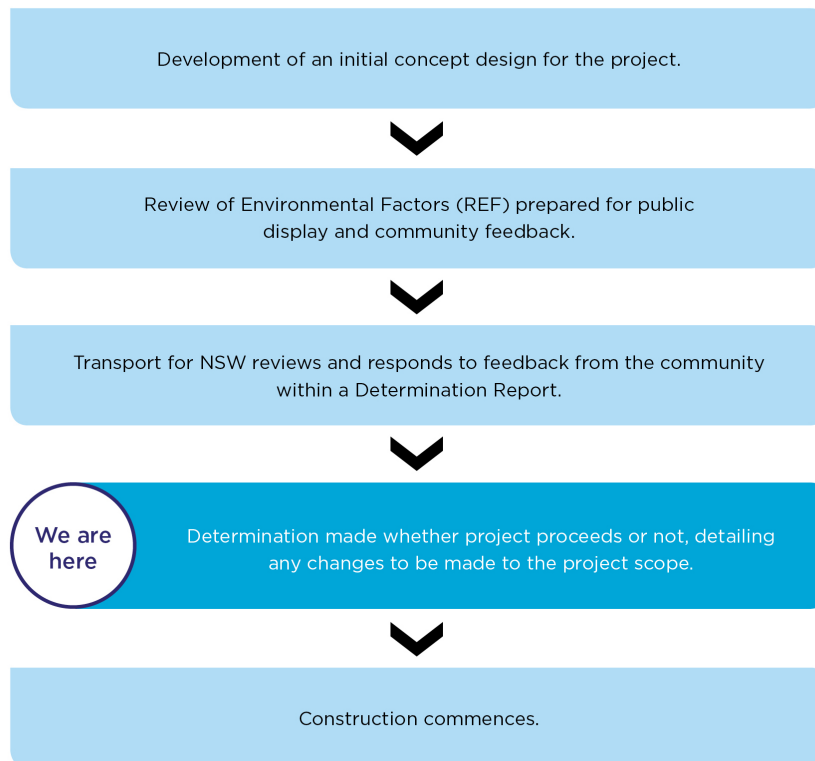 Development of an initial concept design for the project.
Review of Environmental Factors (REF) prepared for public
display and community feedback.
Transport for NSW reviews and responds to feedback from the community
within a Determination Report.
We are
here
Determination made whether project proceeds or not, detailing
any changes to be made to the project scope.
Construction commences.